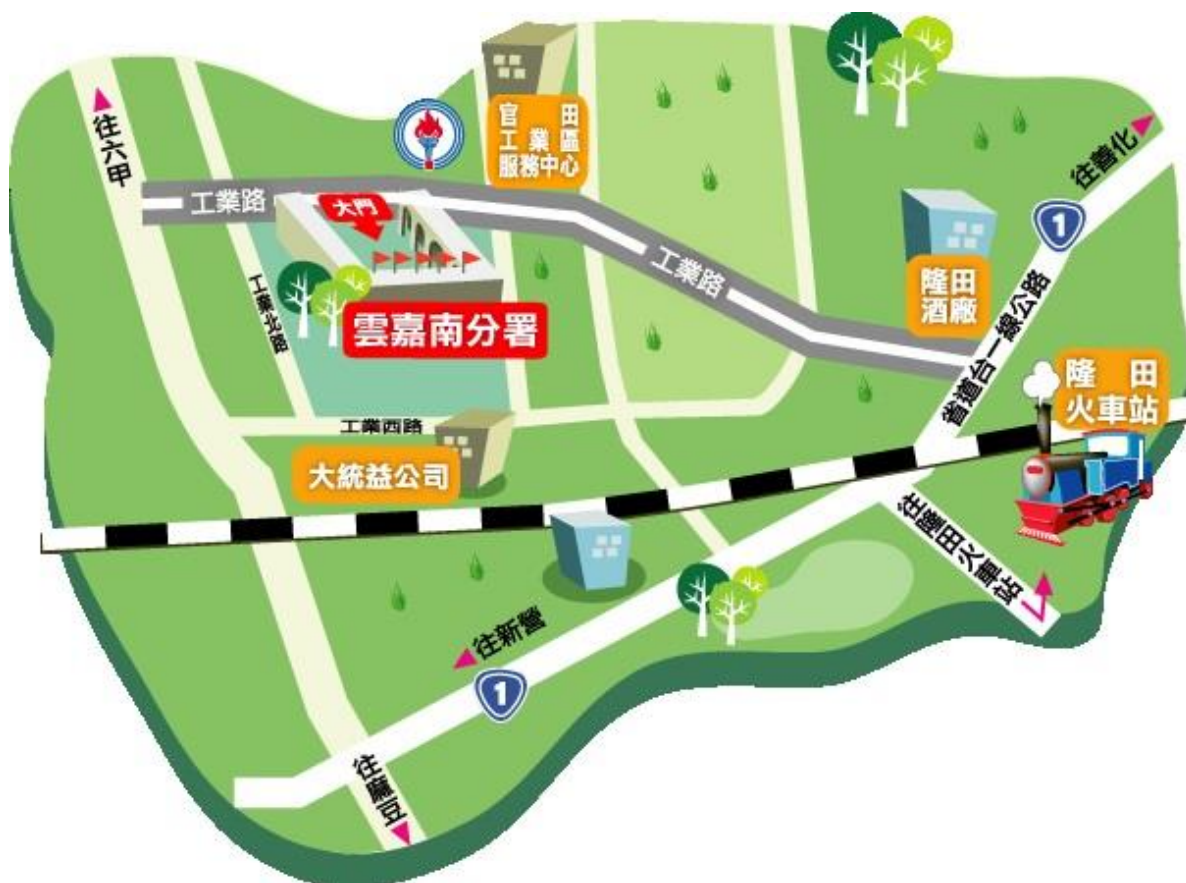 往六甲
官田
工業區
服務中心
往善化
1
工業路
大門
工業路
隆田
酒廠
工業北路
雲嘉南分署
省道台一線公路
隆田
火車站
工業西路
大統益公司
往隆田火車站
往新營
1
往麻豆